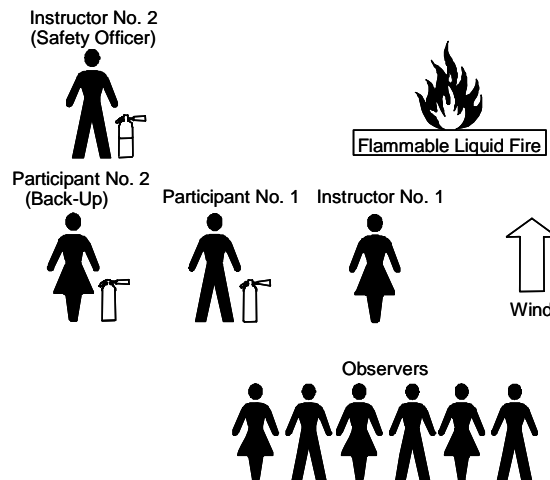 Instructor No. 2
(Safety Officer)
Flammable Liquid Fire
Participant No. 2
(Back-Up)
Participant No. 1
Instructor No. 1
Wind
Observers